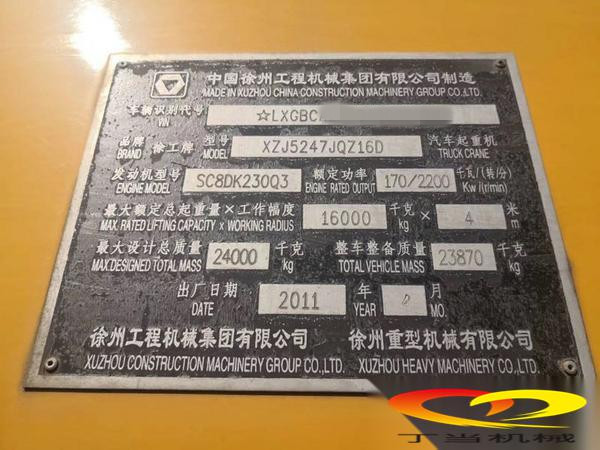 中国徐州工程机械集团有限公司制造
MADE IN XUZHOU CHINA CONSTRUCTION MACHINERY GROUP CO.,LTD.
车辆识别代号 VIN ☆LXGBC
品牌 BRAND 徐工牌 型号 MODEL XZJ5247JQZ16D 汽车起重机 TRUCK CRANE
发动机型号 ENGINE MODEL SC8DK230Q3 额定功率 ENGINE RATED OUTPUT 170/2200 千瓦/(转/分) Kw/(r/min)
最大额定总起重量×工作幅度 MAX. RATED LIFTING CAPACITY × WORKING RADIUS 16000 千克 kg × 4 米 m
最大设计总质量 MAX.DESIGNED TOTAL MASS 24000 千克 kg 整车整备质量 TOTAL VEHICLE MASS 23870 千克 kg
出厂日期 DATE 2011 年 YEAR 月 MO.
徐州工程机械集团有限公司 徐州重型机械有限公司
XUZHOU CONSTRUCTION MACHINERY GROUP CO.,LTD. XUZHOU HEAVY MACHINERY CO.,LTD.
丁当机械